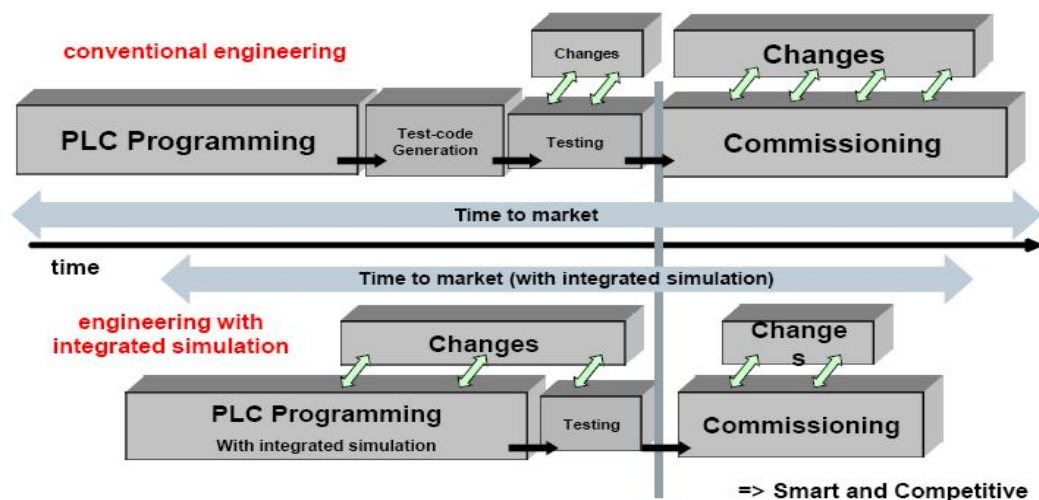 conventional engineering
Changes
Changes
PLC Programming
Test-code
Generation
Testing
Commissioning
Time to market
time
Time to market (with integrated simulation)
engineering with
integrated simulation
Changes
Change
s
PLC Programming
With integrated simulation
Testing
Commissioning
=> Smart and Competitive